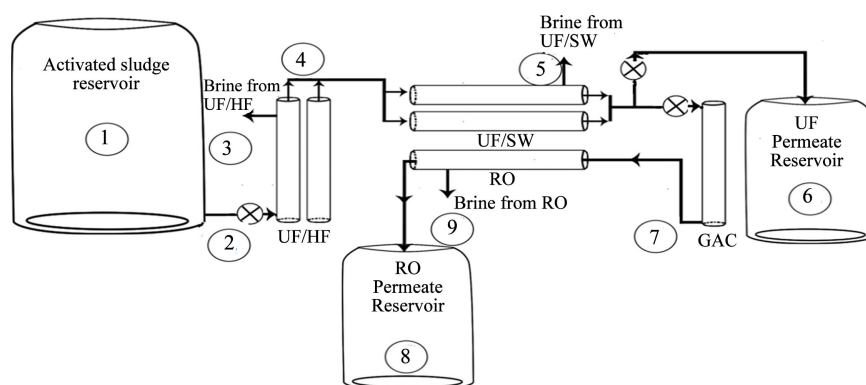 Activated sludge
reservoir
1
2
Brine from
UF/HF
3
4
UF/HF
Brine from
UF/SW
5
UF/SW
RO
Brine from RO
9
7
GAC
UF
Permeate
Reservoir
6
RO
Permeate
Reservoir
8